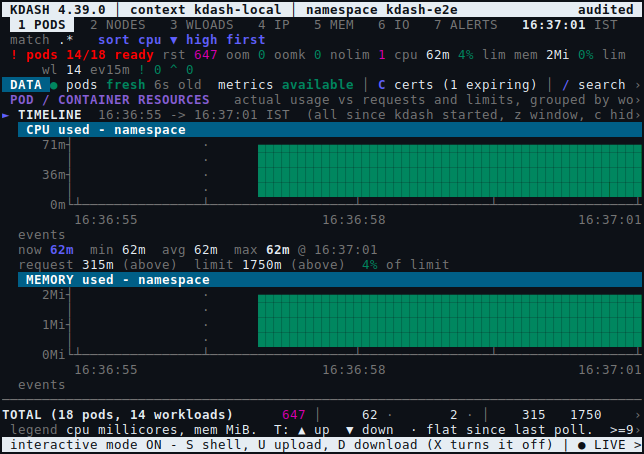 KDASH 4.39.0 │ context kdash-local │ namespace kdash-e2e audited
1 PODS 2 NODES 3 WLOADS 4 IP 5 MEM 6 IO 7 ALERTS 16:37:01 IST
match .* sort cpu ▼ high first
! pods 14/18 ready rst 647 oom 0 oomk 0 nolim 1 cpu 62m 4% lim mem 2Mi 0% lim
wl 14 ev15m ! 0 ^ 0
DATA ● pods fresh 6s old metrics available │ C certs (1 expiring) │ / search ›
POD / CONTAINER RESOURCES actual usage vs requests and limits, grouped by wo›
► TIMELINE 16:36:55 -> 16:37:01 IST (all since kdash started, z window, c hid›
CPU used - namespace
71m
36m
0m
16:36:55 16:36:58 16:37:01
events
now 62m min 62m avg 62m max 62m @ 16:37:01
request 315m (above) limit 1750m (above) 4% of limit
MEMORY used - namespace
2Mi
1Mi
0Mi
16:36:55 16:36:58 16:37:01
events
TOTAL (18 pods, 14 workloads) 647 │ 62 · 2 · │ 315 1750 ›
legend cpu millicores, mem MiB. T: ▲ up ▼ down · flat since last poll. >=9›
interactive mode ON - S shell, U upload, D download (X turns it off) | ● LIVE >